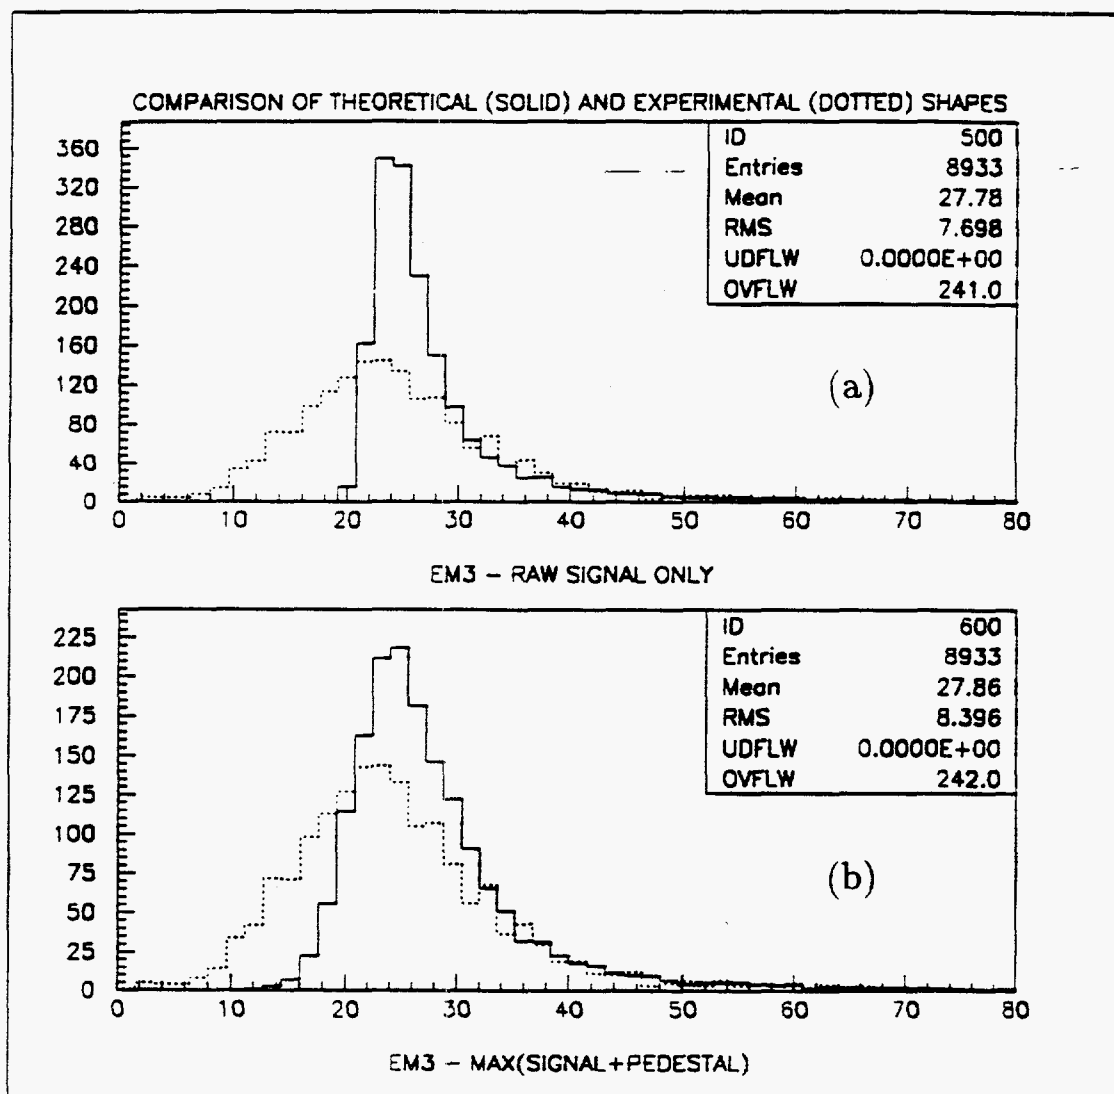 COMPARISON OF THEORETICAL (SOLID) AND EXPERIMENTAL (DOTTED) SHAPES
ID 500
Entries 8933
Mean 27.78
RMS 7.698
UDFLW 0.0000E+00
OVFLW 241.0
360
320
280
240
200
160
120
80
40
0
(a)
0 10 20 30 40 50 60 70 80
EM3 - RAW SIGNAL ONLY
ID 600
Entries 8933
Mean 27.86
RMS 8.396
UDFLW 0.0000E+00
OVFLW 242.0
225
200
175
150
125
100
75
50
25
0
(b)
0 10 20 30 40 50 60 70 80
EM3 - MAX(SIGNAL+PEDESTAL)